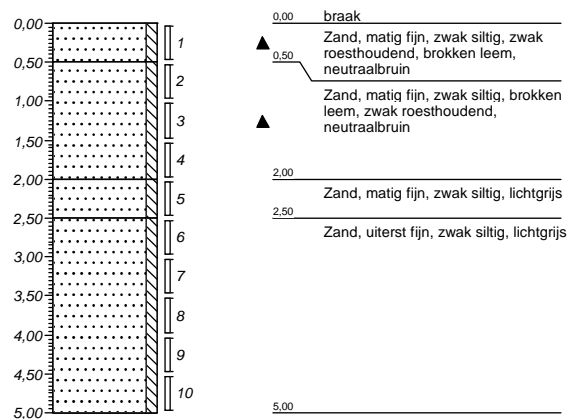 0,00
0,50
1,00
1,50
2,00
2,50
3,00
3,50
4,00
4,50
5,00
1
2
3
4
5
6
7
8
9
10
0,00 braak
Zand, matig fijn, zwak siltig, zwak
roesthoudend, brokken leem,
neutraalbruin
0,50
Zand, matig fijn, zwak siltig, brokken
leem, zwak roesthoudend,
neutraalbruin
2,00
Zand, matig fijn, zwak siltig, lichtgrijs
2,50
Zand, uiterst fijn, zwak siltig, lichtgrijs
5,00